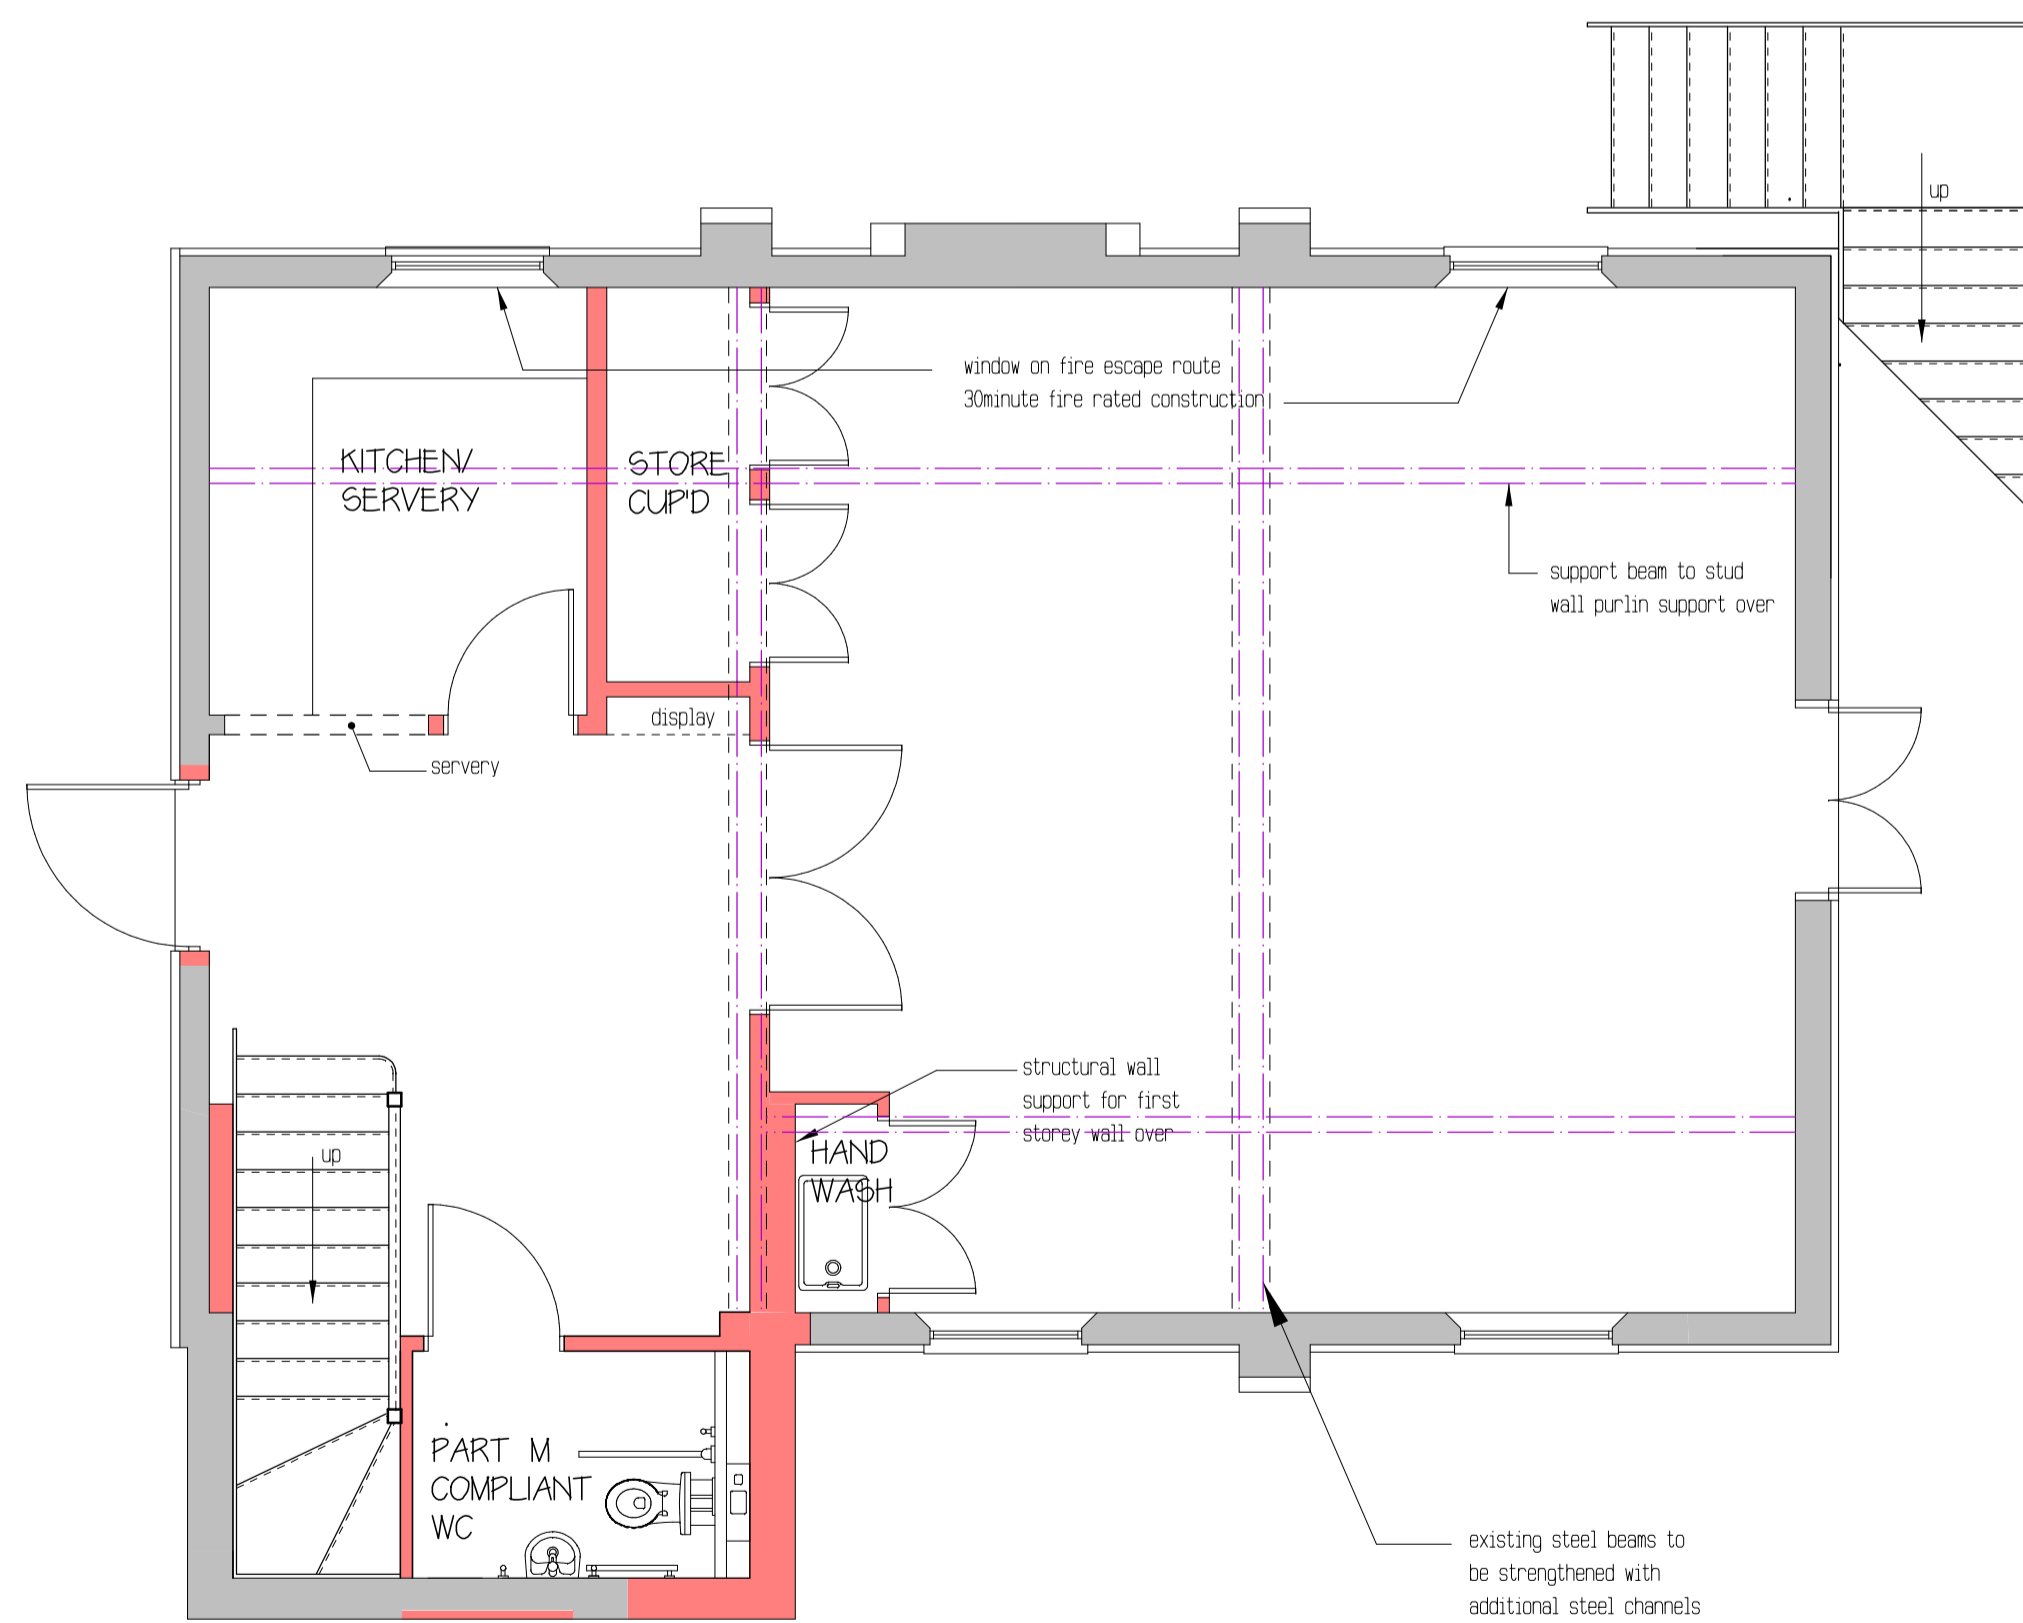 up
window on fire escape route
30minute fire rated construction
KITCHEN/
SERVERY
STORE
CUP'D
support beam to stud
wall purlin support over
display
servery
structural wall
support for first
storey wall over
up
HAND
WASH
PART M
COMPLIANT
WC
existing steel beams to
be strengthened with
additional steel channels